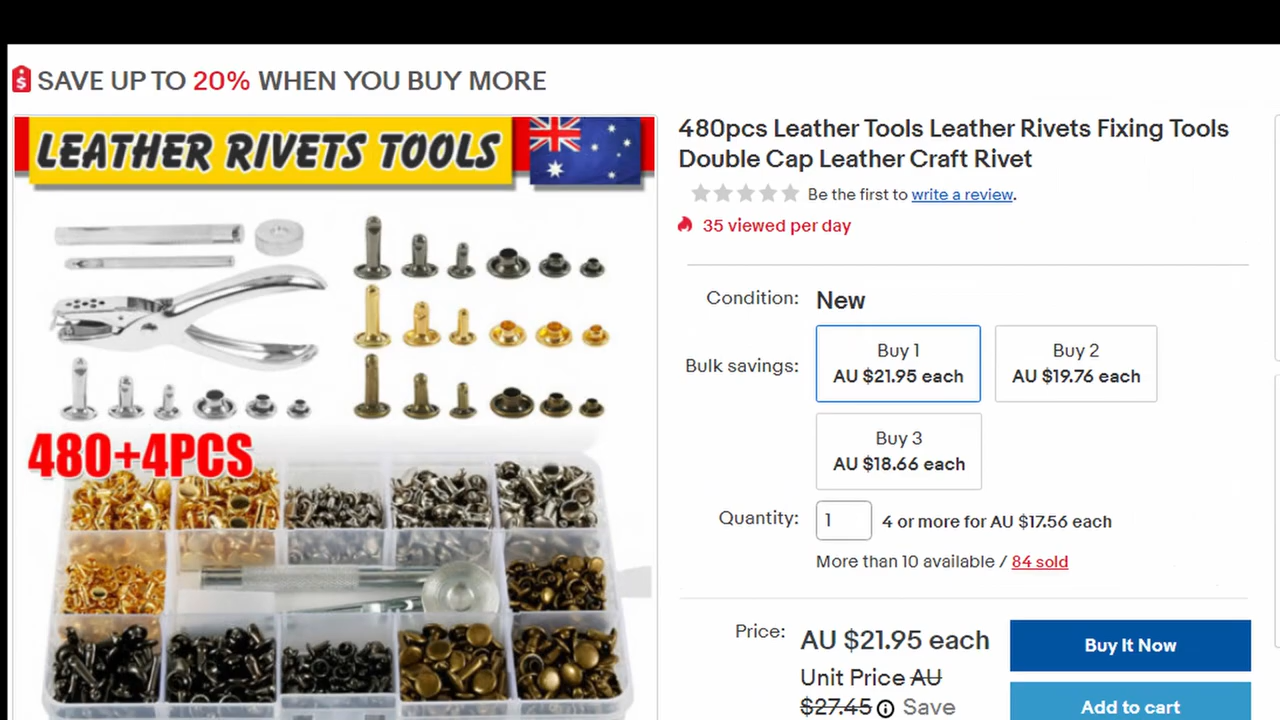 SAVE UP TO 20% WHEN YOU BUY MORE
LEATHER RIVETS TOOLS
480+4PCS
480pcs Leather Tools Leather Rivets Fixing Tools
Double Cap Leather Craft Rivet
Be the first to write a review.
35 viewed per day
Condition: New
Bulk savings:
Buy 1
AU $21.95 each
Buy 2
AU $19.76 each
Buy 3
AU $18.66 each
Quantity: 1 4 or more for AU $17.56 each
More than 10 available / 84 sold
Price: AU $21.95 each
Unit Price AU
$27.45 Save
Buy It Now
Add to cart